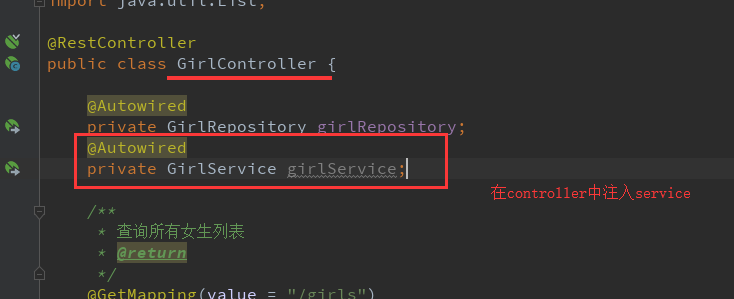 import java.util.List;
@RestController
public class GirlController {
@Autowired
private GirlRepository girlRepository;
@Autowired
private GirlService girlService;
在controller中注入service
/**
* 查询所有女生列表
* @return
*/
@GetMapping(value = "/girls")